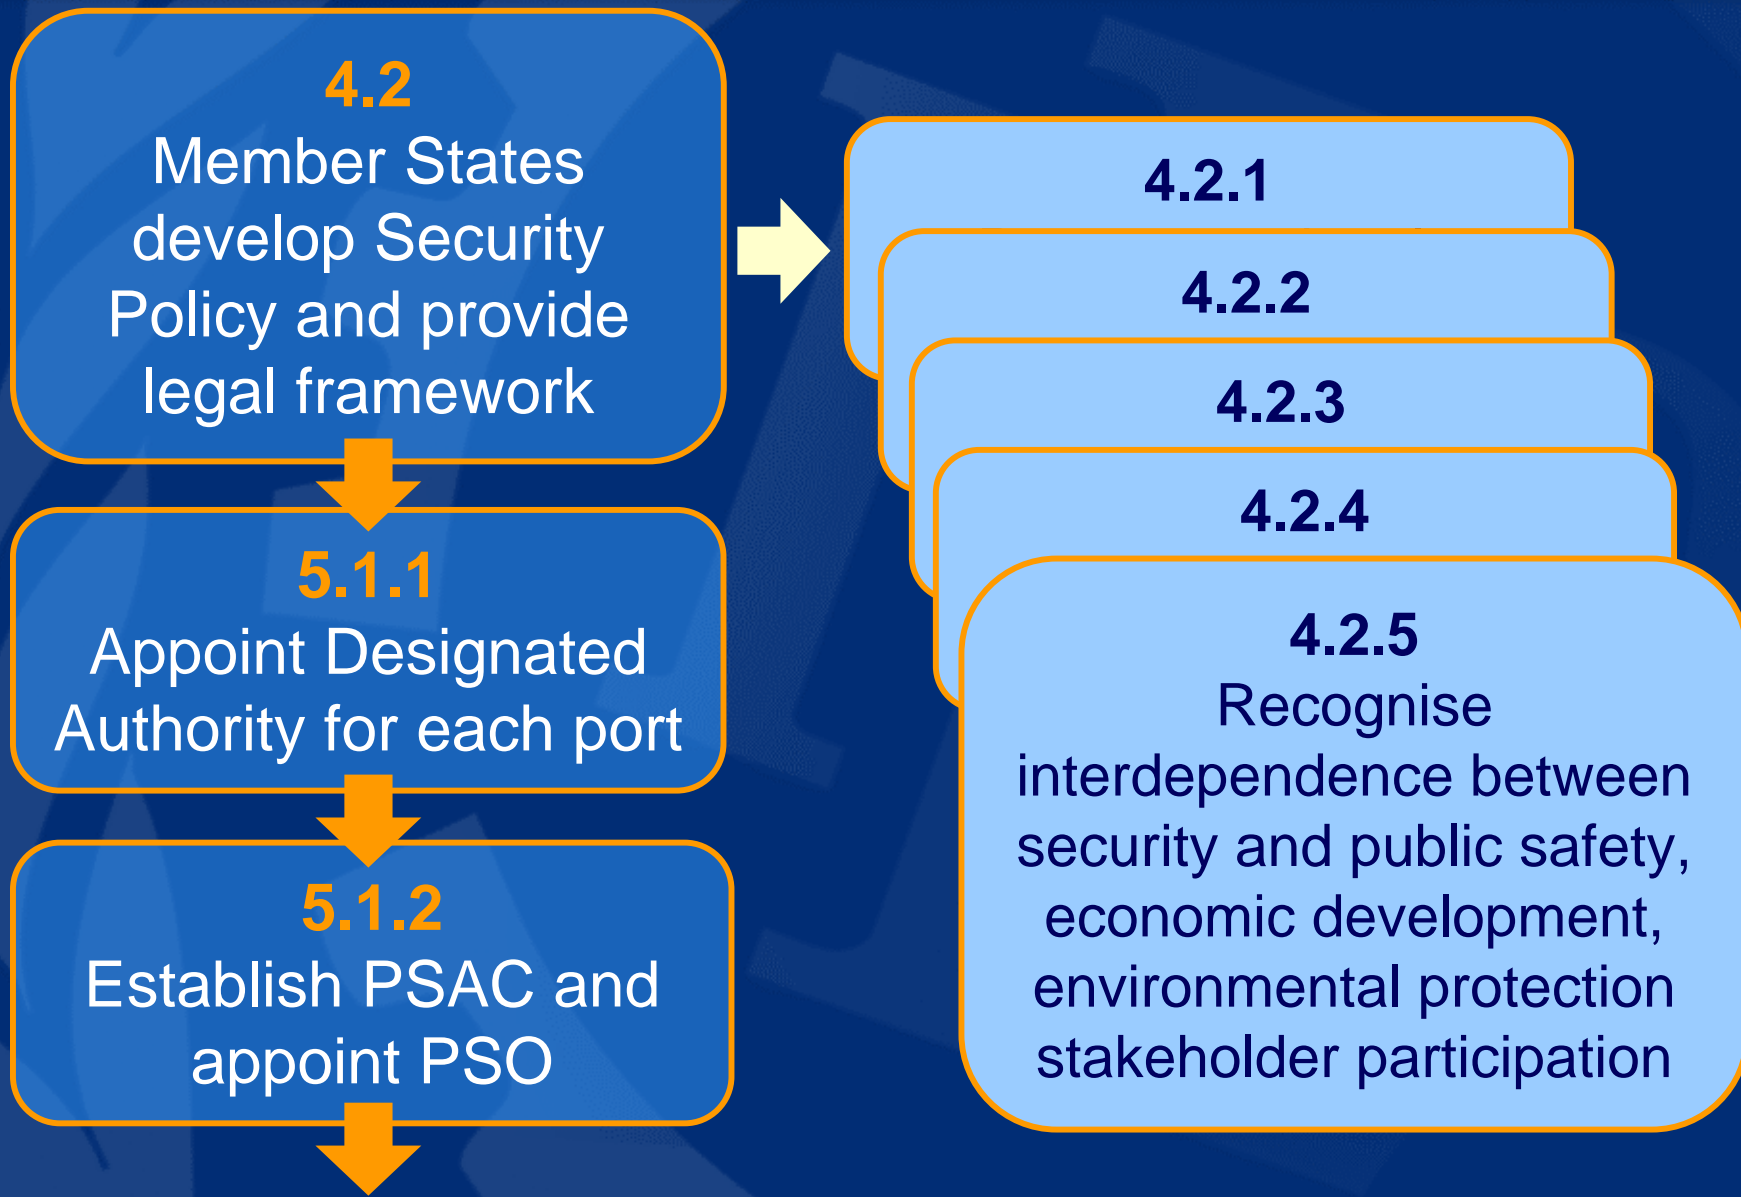 4.2
Member States
develop Security
Policy and provide
legal framework
5.1.1
Appoint Designated
Authority for each port
5.1.2
Establish PSAC and
appoint PSO
4.2.1
4.2.2
4.2.3
4.2.4
4.2.5
Recognise
interdependence between
security and public safety,
economic development,
environmental protection
stakeholder participation